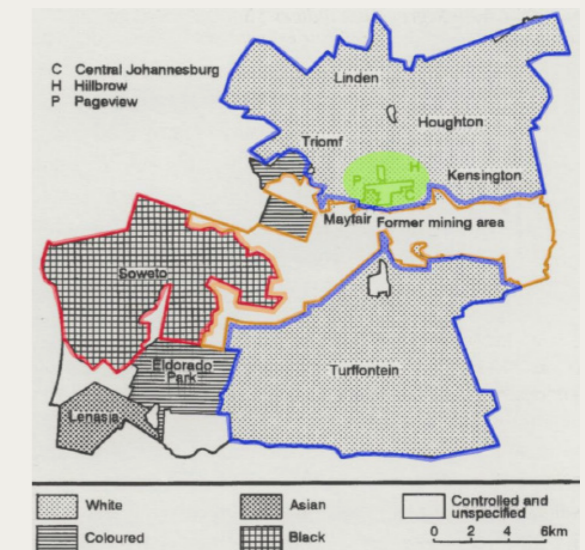 C Central Johannesburg
H Hillbrow
P Pageview
Linden
Houghton
Triomf
H
P
C
Kensington
Mayfair
Former mining area
Soweto
Eldorado
Park
Turffontein
Lenasia
White
Asian
Controlled and
unspecified
Coloured
Black
0 2 4 6km